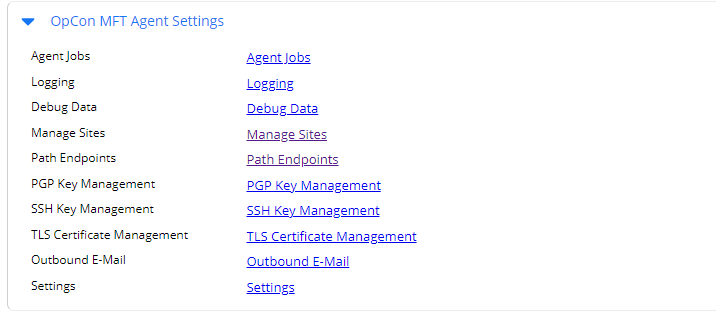 OpCon MFT Agent Settings
Agent Jobs Agent Jobs
Logging Logging
Debug Data Debug Data
Manage Sites Manage Sites
Path Endpoints Path Endpoints
PGP Key Management PGP Key Management
SSH Key Management SSH Key Management
TLS Certificate Management TLS Certificate Management
Outbound E-Mail Outbound E-Mail
Settings Settings